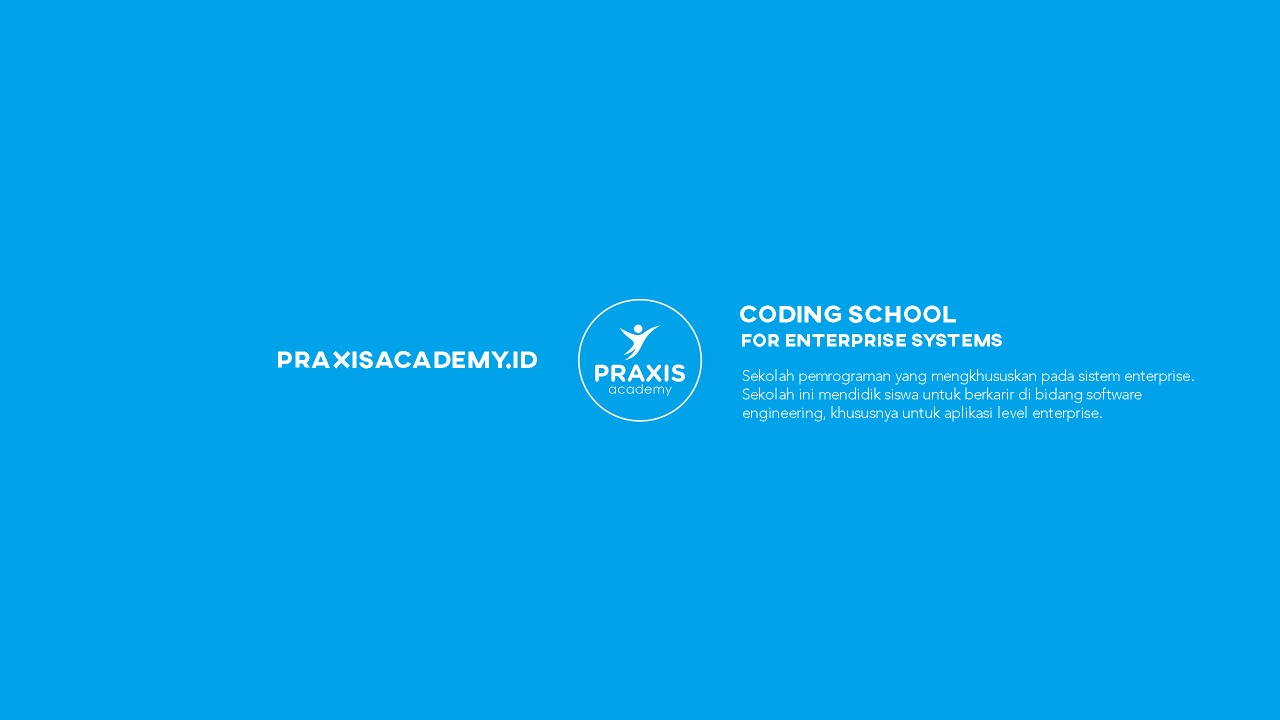 PRAXISACADEMY.ID
PRAXIS
academy
CODING SCHOOL
FOR ENTERPRISE SYSTEMS
Sekolah pemrograman yang mengkhususkan pada sistem enterprise.
Sekolah ini mendidik siswa untuk berkarir di bidang software
engineering, khususnya untuk aplikasi level enterprise.